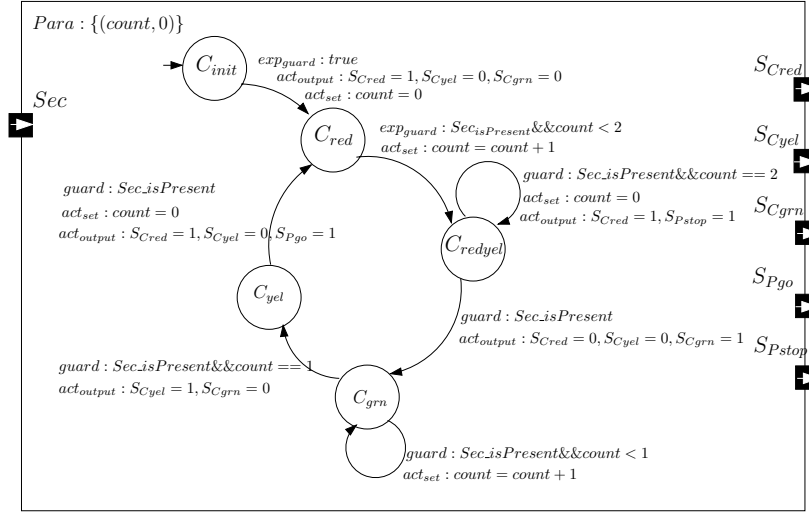 Para : {(count, 0)}
Sec
C_init
exp_guard : true
act_output : S_Cred = 1, S_Cyel = 0, S_Cgrn = 0
act_set : count = 0
S_Cred
C_red
exp_guard : Sec_isPresent&&count < 2
act_set : count = count + 1
S_Cyel
guard : Sec_isPresent
act_set : count = 0
act_output : S_Cred = 1, S_Cyel = 0, S_Pgo = 1
guard : Sec_isPresent&&count == 2
act_set : count = 0
act_output : S_Cred = 1, S_Pstop = 1
S_Cgrn
C_redyel
S_Pgo
C_yel
guard : Sec_isPresent
act_output : S_Cred = 0, S_Cyel = 0, S_Cgrn = 1
S_Pstop
guard : Sec_isPresent&&count == 1
act_output : S_Cyel = 1, S_Cgrn = 0
C_grn
guard : Sec_isPresent&&count < 1
act_set : count = count + 1